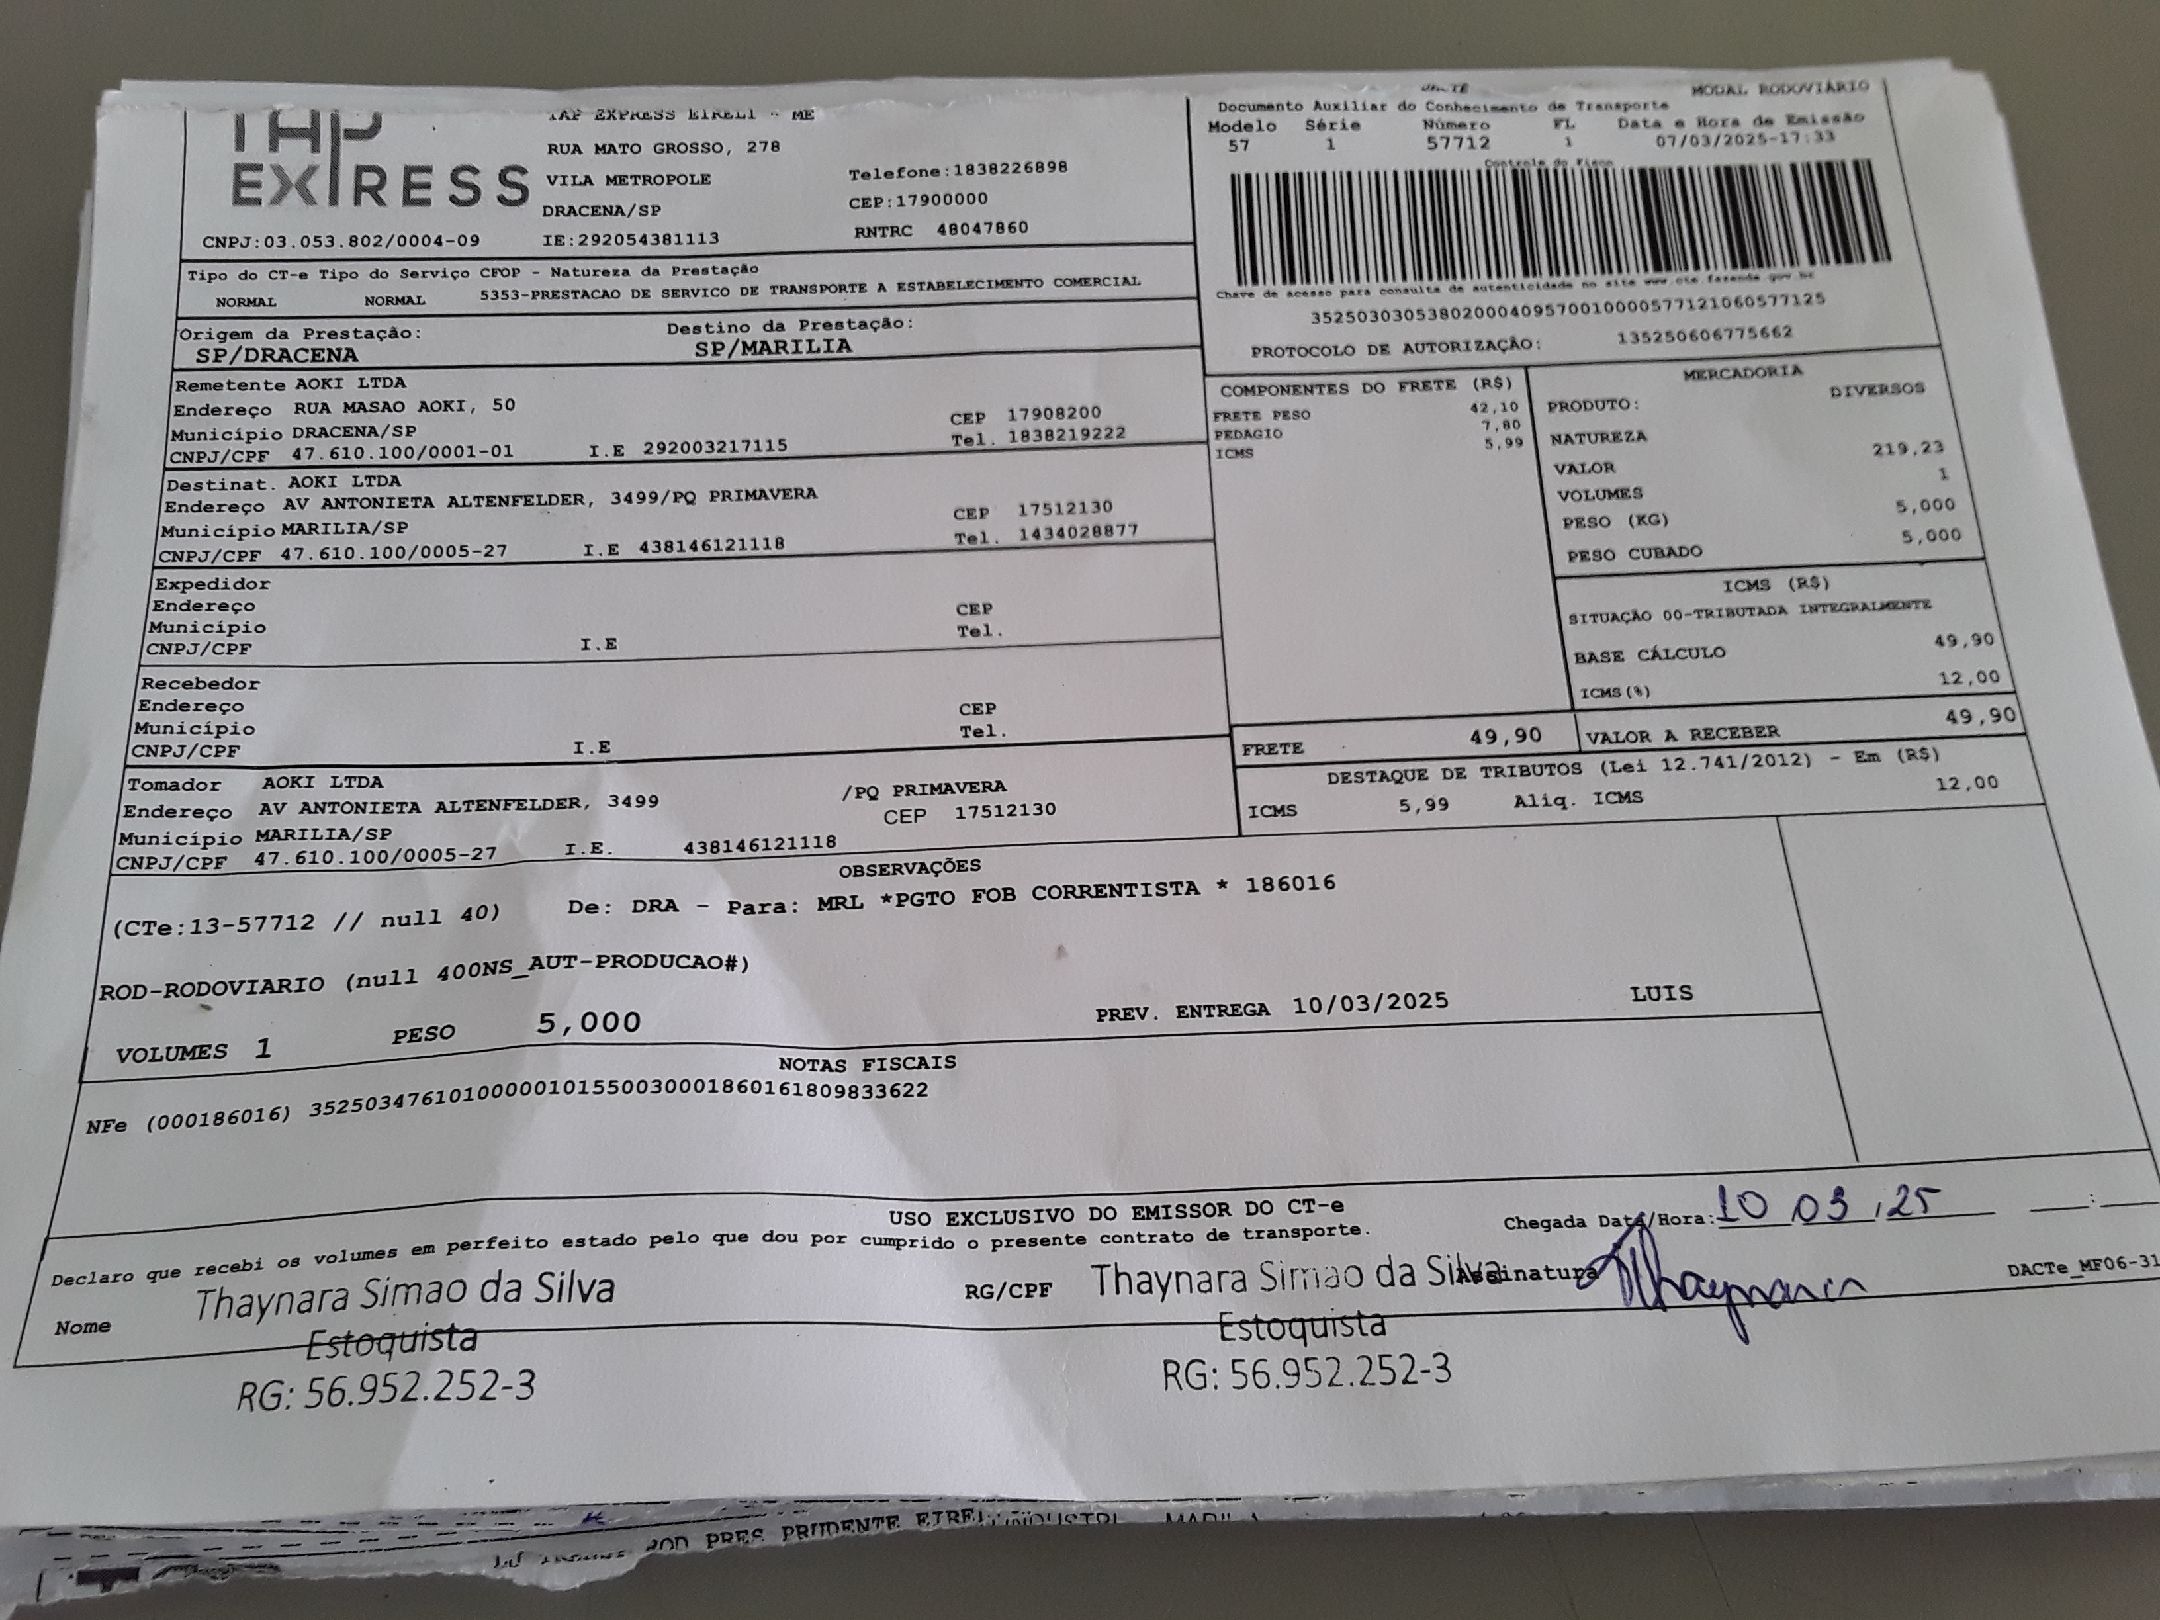 TAP
EXPRESS
TAP EXPRESS EIRELI - ME
RUA MATO GROSSO, 278
VILA METROPOLE Telefone:1838226898
DRACENA/SP CEP:17900000
CNPJ:03.053.802/0004-09 IE:292054381113 RNTRC 48047860
MODAL RODOVIÁRIO
Documento Auxiliar do Conhecimento de Transporte
Modelo Série Número FL Data e Hora de Emissão
57 1 57712 1 07/03/2025-17:33
Controle do Fisco
Chave de acesso para consulta de autenticidade no site www.cte.fazenda.gov.br
35250303053802000409570010000577121060577125
PROTOCOLO DE AUTORIZAÇÃO: 135250606775662
Tipo do CT-e Tipo do Serviço CFOP - Natureza da Prestação
NORMAL NORMAL 5353-PRESTACAO DE SERVICO DE TRANSPORTE A ESTABELECIMENTO COMERCIAL
Origem da Prestação: Destino da Prestação:
SP/DRACENA SP/MARILIA
Remetente AOKI LTDA
Endereço RUA MASAO AOKI, 50 CEP 17908200
Município DRACENA/SP Tel. 1838219222
CNPJ/CPF 47.610.100/0001-01 I.E 292003217115
Destinat. AOKI LTDA
Endereço AV ANTONIETA ALTENFELDER, 3499/PQ PRIMAVERA CEP 17512130
Município MARILIA/SP Tel. 1434028877
CNPJ/CPF 47.610.100/0005-27 I.E 438146121118
Expedidor
Endereço CEP
Município Tel.
CNPJ/CPF I.E
Recebedor
Endereço CEP
Município Tel.
CNPJ/CPF I.E
Tomador AOKI LTDA
Endereço AV ANTONIETA ALTENFELDER, 3499 /PQ PRIMAVERA
Município MARILIA/SP CEP 17512130
CNPJ/CPF 47.610.100/0005-27 I.E. 438146121118
COMPONENTES DO FRETE (R$)
FRETE PESO 42,10
PEDAGIO 7,80
ICMS 5,99
MERCADORIA
PRODUTO: DIVERSOS
NATUREZA
VALOR 219,23
VOLUMES 1
PESO (KG) 5,000
PESO CUBADO 5,000
ICMS (R$)
SITUAÇÃO 00-TRIBUTADA INTEGRALMENTE
BASE CÁLCULO 49,90
ICMS(%) 12,00
FRETE 49,90 VALOR A RECEBER 49,90
DESTAQUE DE TRIBUTOS (Lei 12.741/2012) - Em (R$)
ICMS 5,99 Aliq. ICMS 12,00
OBSERVAÇÕES
(CTe:13-57712 // null 40) De: DRA - Para: MRL *PGTO FOB CORRENTISTA * 186016
ROD-RODOVIARIO (null 400NS_AUT-PRODUCAO#)
VOLUMES 1 PESO 5,000 PREV. ENTREGA 10/03/2025 LUIS
NOTAS FISCAIS
NFe (000186016) 35250347610100000101550030001860161809833622
USO EXCLUSIVO DO EMISSOR DO CT-e
Declaro que recebi os volumes em perfeito estado pelo que dou por cumprido o presente contrato de transporte.
Chegada Data/Hora: 10 03 ,25 __:__
Nome Thaynara Simao da Silva RG/CPF Thaynara Simao da Silva Assinatura Thaynara DACTe_MF06-31
Estoquista Estoquista
RG: 56.952.252-3 RG: 56.952.252-3
PRES PRUDENTE